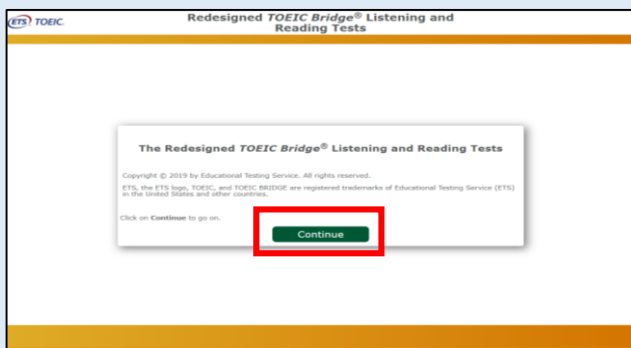 ETS TOEIC.
Redesigned TOEIC Bridge® Listening and
Reading Tests
The Redesigned TOEIC Bridge® Listening and Reading Tests
Copyright © 2019 by Educational Testing Service. All rights reserved.
ETS, the ETS logo, TOEIC, and TOEIC BRIDGE are registered trademarks of Educational Testing Service (ETS)
in the United States and other countries.
Click on Continue to go on.
Continue